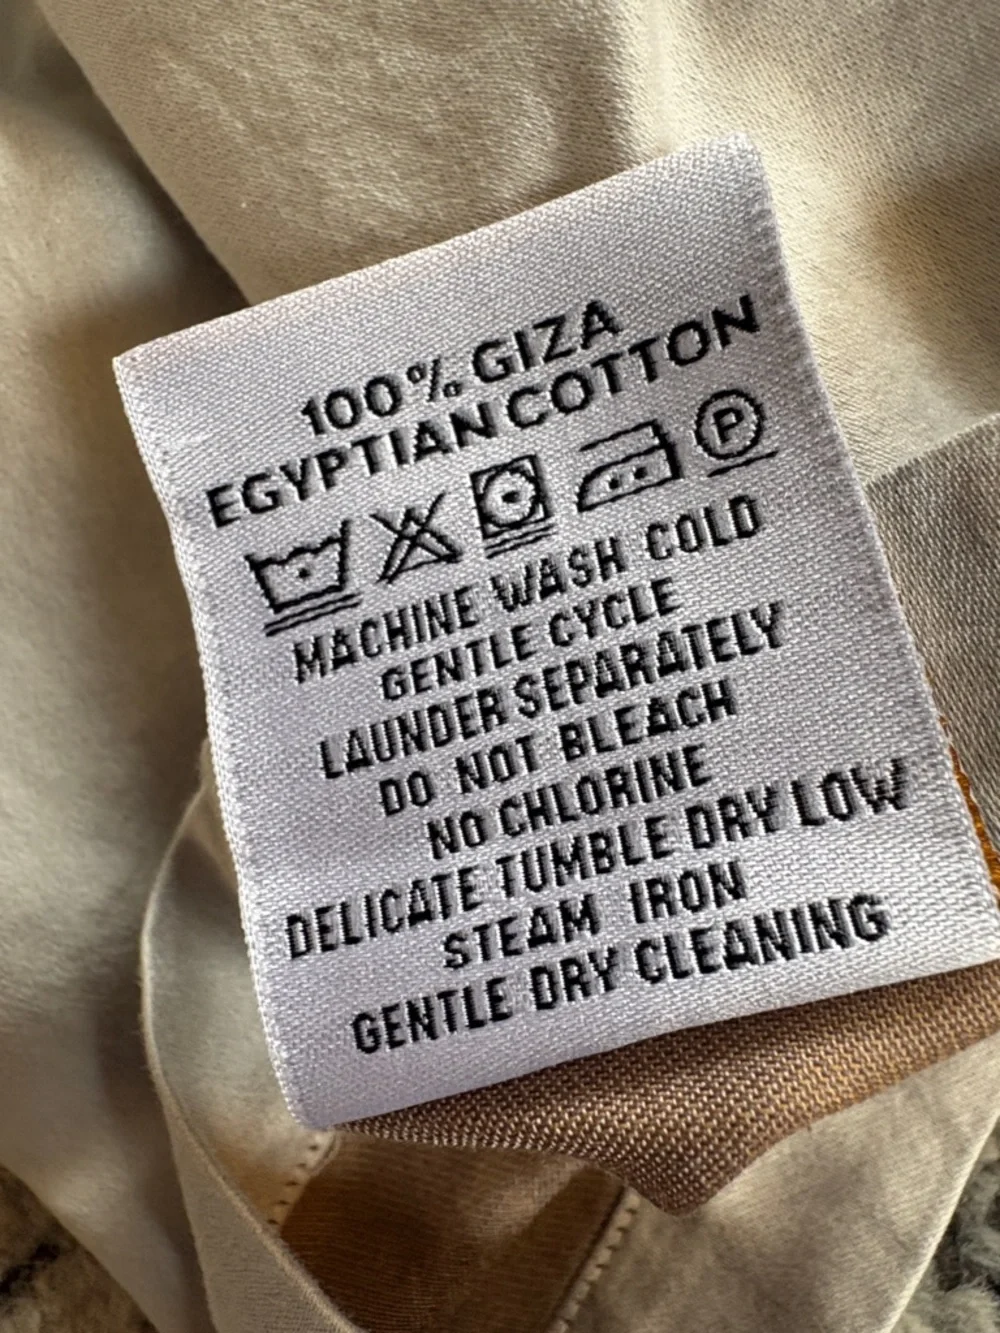 100% GIZA
EGYPTIAN COTTON
P
MACHINE WASH COLD
GENTLE CYCLE
LAUNDER SEPARATELY
DO NOT BLEACH
NO CHLORINE
DELICATE TUMBLE DRY LOW
STEAM IRON
GENTLE DRY CLEANING